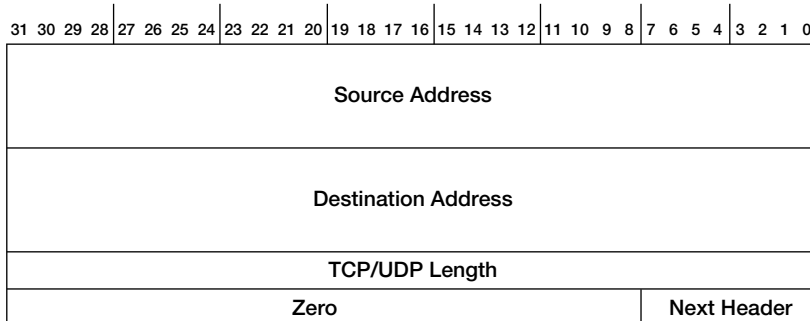 31 30 29 28 27 26 25 24 23 22 21 20 19 18 17 16 15 14 13 12 11 10 9 8 7 6 5 4 3 2 1 0
Source Address
Destination Address
TCP/UDP Length
Zero Next Header